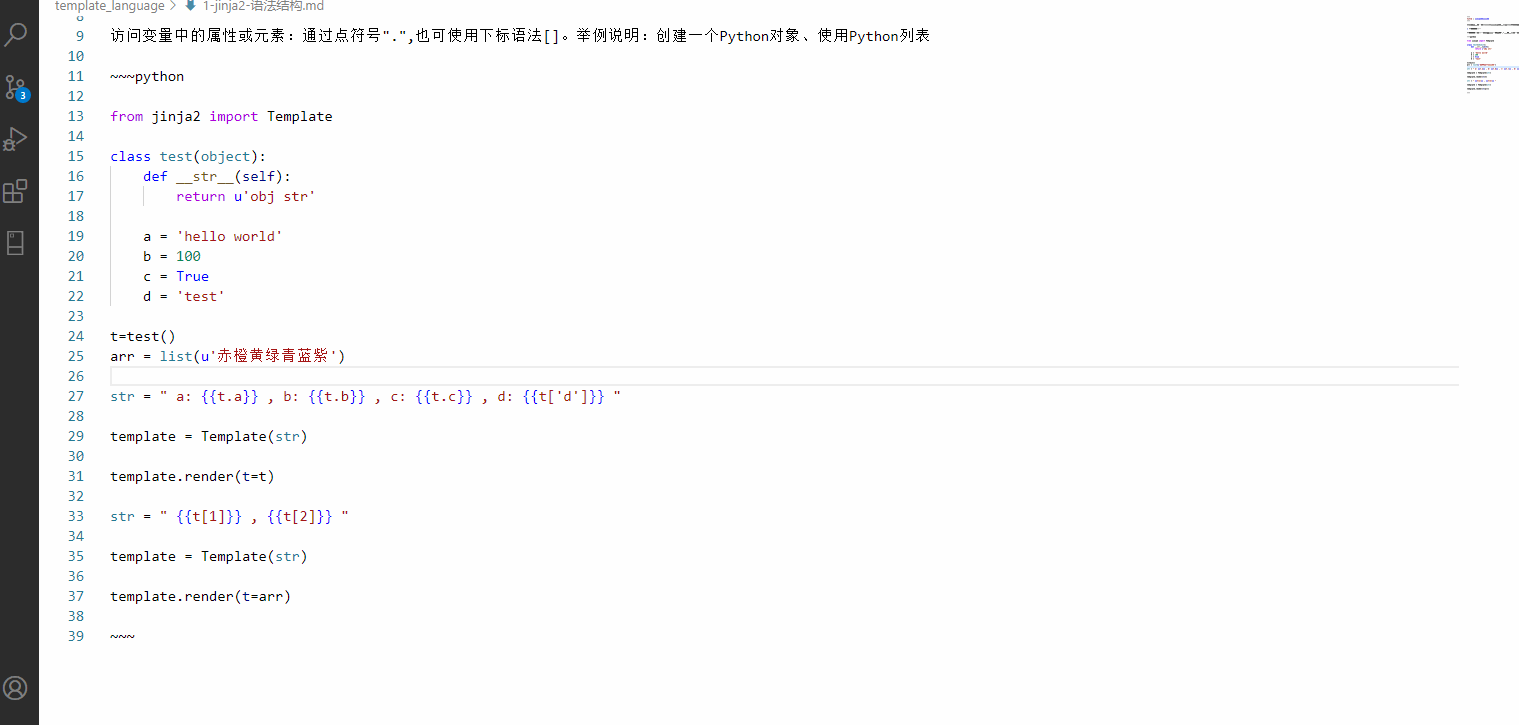 template_language > 1-jinja2-语法结构.md
8
9 访问变量中的属性或元素：通过点符号".",也可使用下标语法[]。举例说明：创建一个Python对象、使用Python列表
10
11 ~~~python
12
13 from jinja2 import Template
14
15 class test(object):
16 def __str__(self):
17 return u'obj str'
18
19 a = 'hello world'
20 b = 100
21 c = True
22 d = 'test'
23
24 t=test()
25 arr = list(u'赤橙黄绿青蓝紫')
26
27 str = " a: {{t.a}} , b: {{t.b}} , c: {{t.c}} , d: {{t['d']}} "
28
29 template = Template(str)
30
31 template.render(t=t)
32
33 str = " {{t[1]}} , {{t[2]}} "
34
35 template = Template(str)
36
37 template.render(t=arr)
38
39 ~~~
3